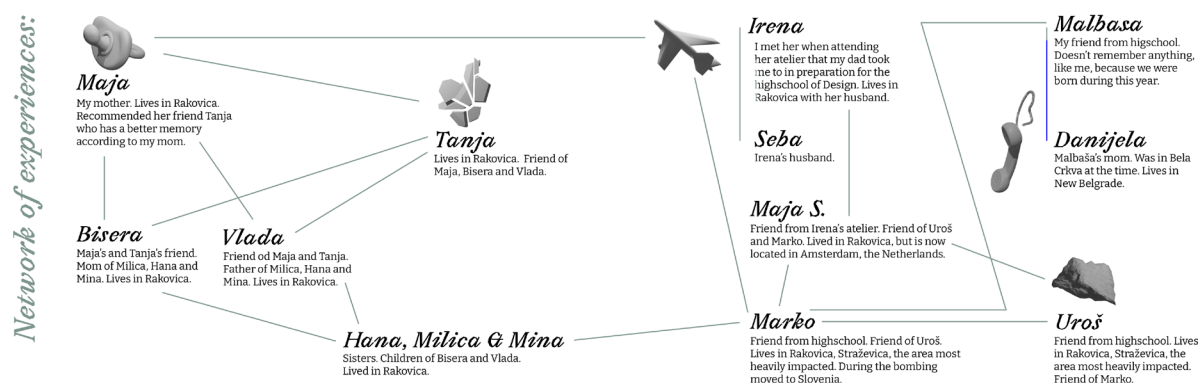 Network of experiences:
Maja
My mother. Lives in Rakovica.
Recommended her friend Tanja
who has a better memory
according to my mom.
Tanja
Lives in Rakovica. Friend of
Maja, Bisera and Vlada.
Bisera
Maja's and Tanja's friend.
Mom of Milica, Hana and
Mina. Lives in Rakovica.
Vlada
Friend od Maja and Tanja.
Father of Milica, Hana and
Mina. Lives in Rakovica.
Hana, Milica & Mina
Sisters. Children of Bisera and Vlada.
Lived in Rakovica.
Irena
I met her when attending
her atelier that my dad took
me to in preparation for the
highschool of Design. Lives in
Rakovica with her husband.
Seba
Irena's husband.
Maja S.
Friend from Irena's atelier. Friend of Uroš
and Marko. Lived in Rakovica, but is now
located in Amsterdam, the Netherlands.
Marko
Friend from highschool. Friend of Uroš.
Lives in Rakovica, Straževica, the area most
heavily impacted. During the bombing
moved to Slovenia.
Malbasa
My friend from higschool.
Doesn't remember anything,
like me, because we were
born during this year.
Danijela
Malbaša's mom. Was in Bela
Crkva at the time. Lives in
New Belgrade.
Uroš
Friend from highschool. Lives
in Rakovica, Straževica, the
area most heavily impacted.
Friend of Marko.